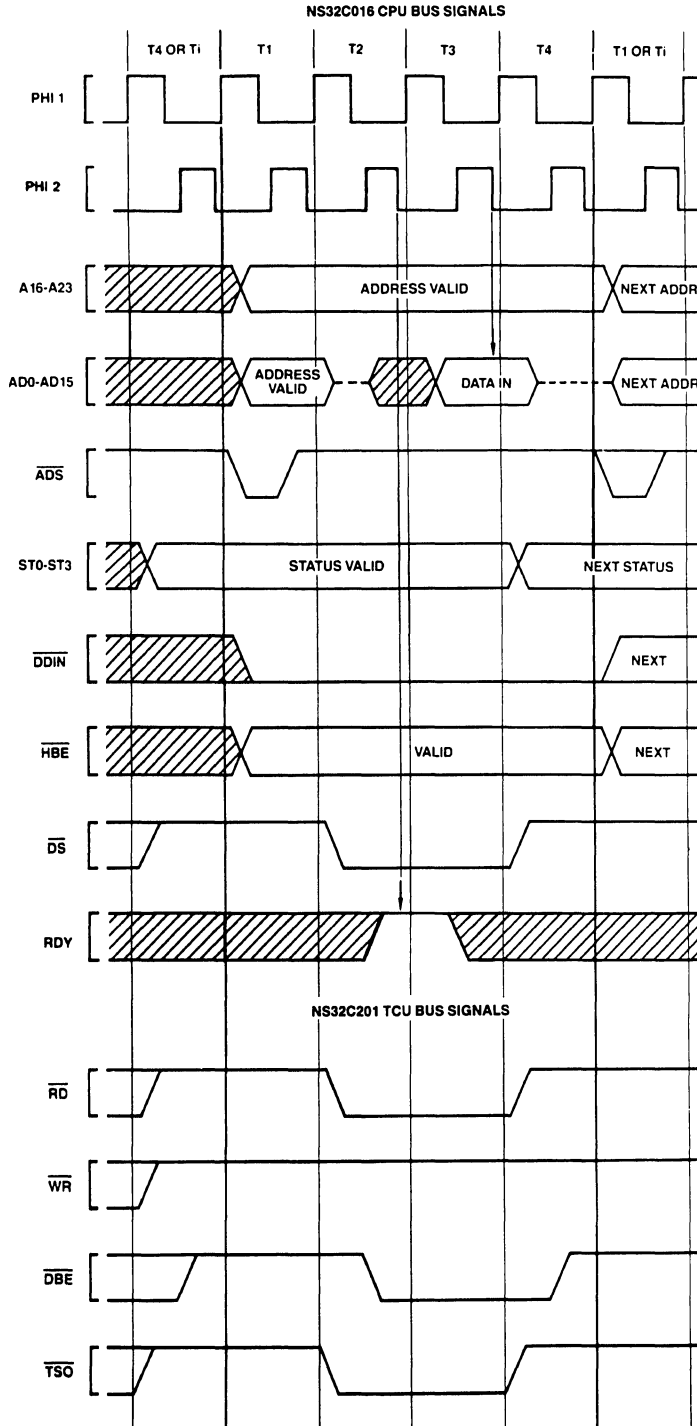 NS32C016 CPU BUS SIGNALS
T4 OR Ti T1 T2 T3 T4 T1 OR Ti
PHI 1
PHI 2
A16-A23 ADDRESS VALID NEXT ADDR
AD0-AD15 ADDRESS VALID DATA IN NEXT ADDR
ADS
ST0-ST3 STATUS VALID NEXT STATUS
DDIN NEXT
HBE VALID NEXT
DS
RDY
NS32C201 TCU BUS SIGNALS
RD
WR
DBE
TSO